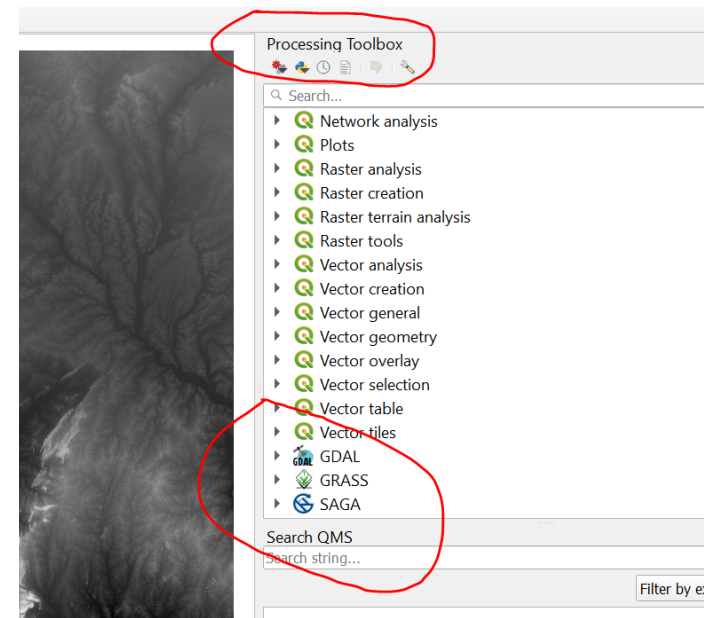 Processing Toolbox
Search...
Network analysis
Plots
Raster analysis
Raster creation
Raster terrain analysis
Raster tools
Vector analysis
Vector creation
Vector general
Vector geometry
Vector overlay
Vector selection
Vector table
Vector tiles
GDAL GDAL
GRASS
SAGA
Search QMS
Search string...
Filter by e